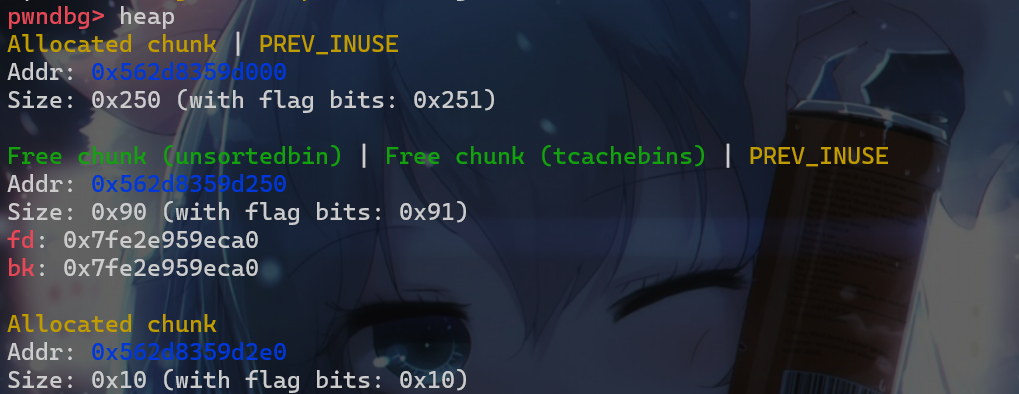 pwndbg> heap
Allocated chunk | PREV_INUSE
Addr: 0x562d8359d000
Size: 0x250 (with flag bits: 0x251)
Free chunk (unsortedbin) | Free chunk (tcachebins) | PREV_INUSE
Addr: 0x562d8359d250
Size: 0x90 (with flag bits: 0x91)
fd: 0x7fe2e959eca0
bk: 0x7fe2e959eca0
Allocated chunk
Addr: 0x562d8359d2e0
Size: 0x10 (with flag bits: 0x10)